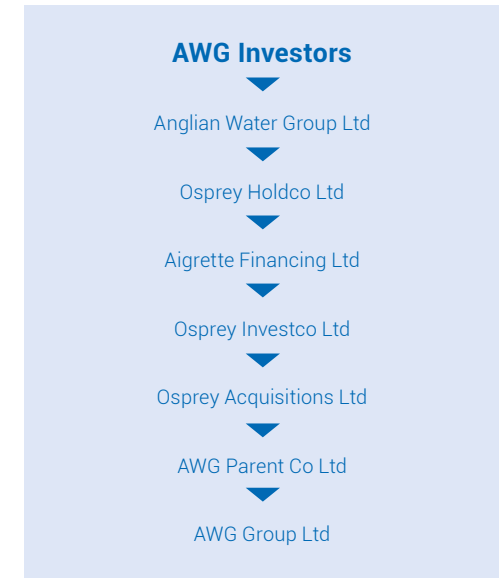 AWG Investors
Anglian Water Group Ltd
Osprey Holdco Ltd
Aigrette Financing Ltd
Osprey Investco Ltd
Osprey Acquisitions Ltd
AWG Parent Co Ltd
AWG Group Ltd